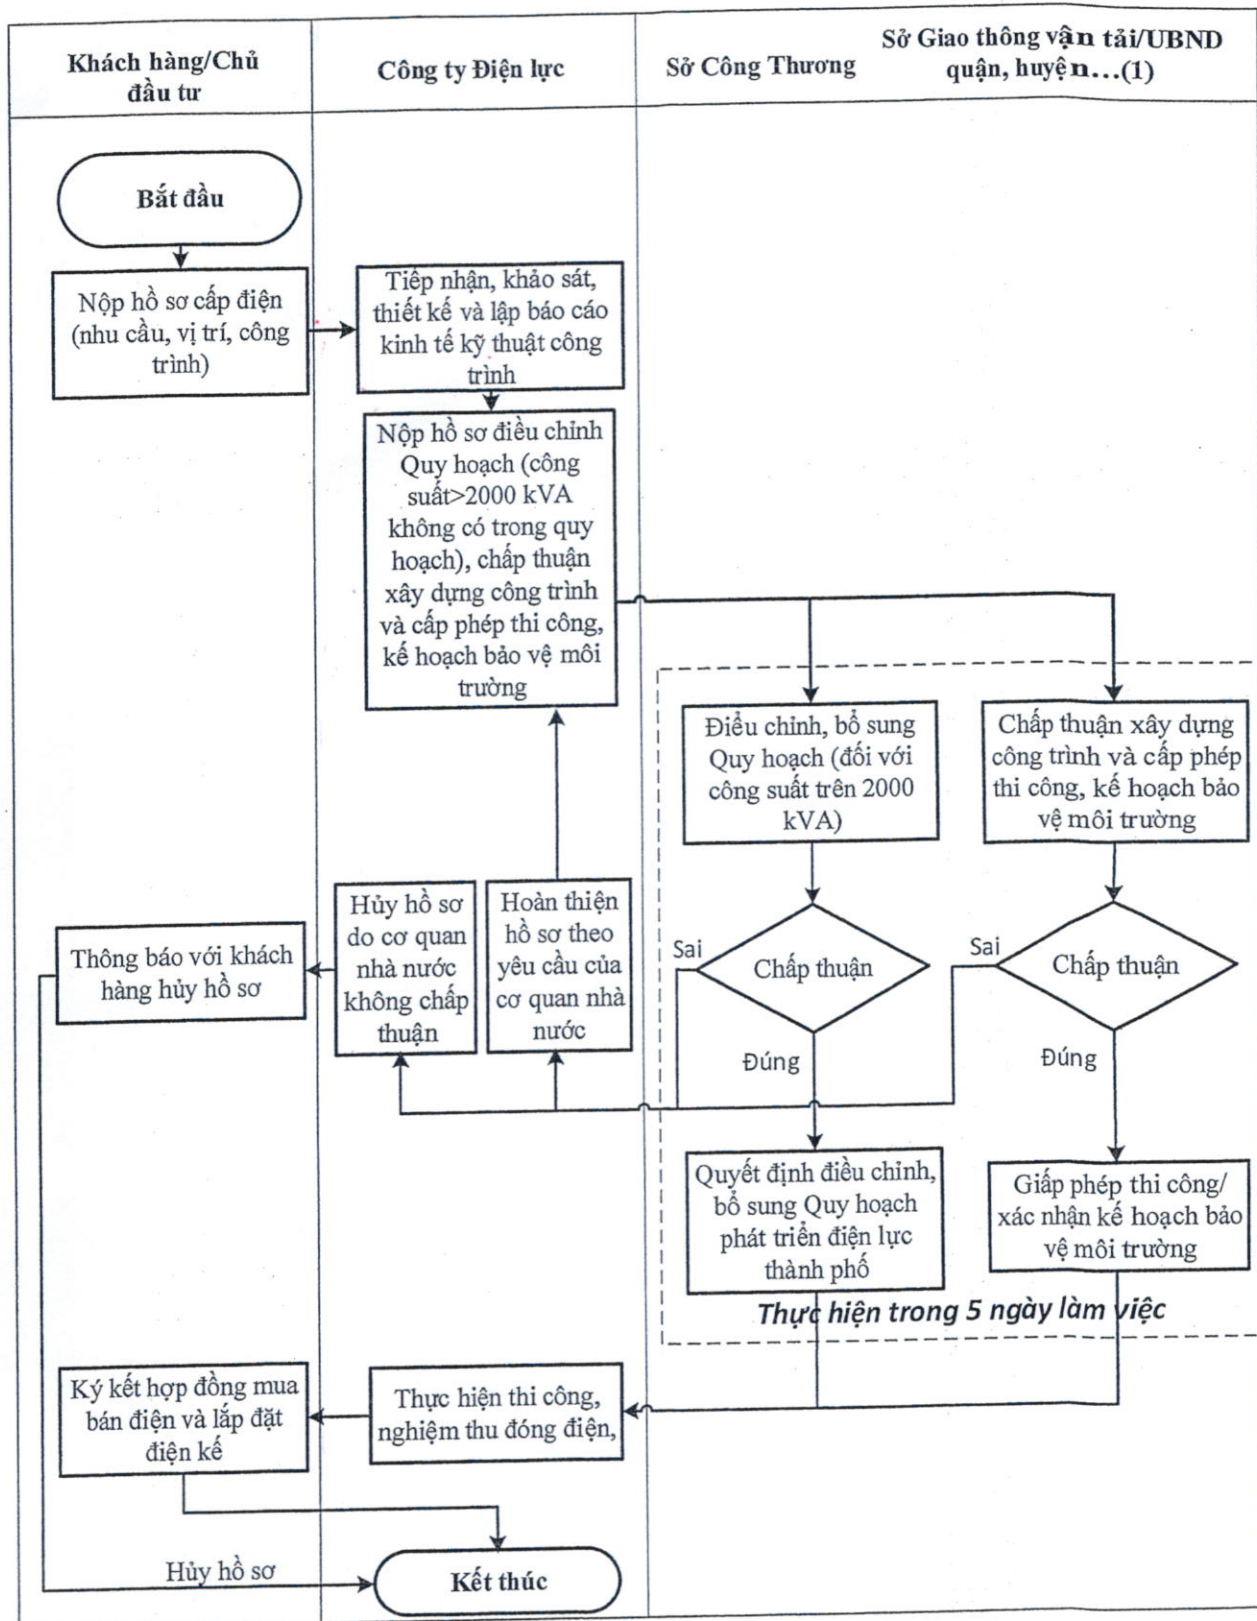 Khách hàng/Chủ
đầu tư
Công ty Điện lực
Sở Công Thương
Sở Giao thông vận tải/UBND
quận, huyện...(1)
Bắt đầu
Nộp hồ sơ cấp điện
(nhu cầu, vị trí, công
trình)
Tiếp nhận, khảo sát,
thiết kế và lập báo cáo
kinh tế kỹ thuật công
trình
Nộp hồ sơ điều chỉnh
Quy hoạch (công
suất>2000 kVA
không có trong quy
hoạch), chấp thuận
xây dựng công trình
và cấp phép thi công,
kế hoạch bảo vệ môi
trường
Điều chỉnh, bổ sung
Quy hoạch (đối với
công suất trên 2000
kVA)
Chấp thuận xây dựng
công trình và cấp phép
thi công, kế hoạch bảo
vệ môi trường
Thông báo với khách
hàng hủy hồ sơ
Hủy hồ sơ
do cơ quan
nhà nước
không chấp
thuận
Hoàn thiện
hồ sơ theo
yêu cầu của
cơ quan nhà
nước
Sai
Chấp thuận
Sai
Chấp thuận
Đúng
Đúng
Quyết định điều chỉnh,
bổ sung Quy hoạch
phát triển điện lực
thành phố
Giấp phép thi công/
xác nhận kế hoạch bảo
vệ môi trường
Thực hiện trong 5 ngày làm việc
Ký kết hợp đồng mua
bán điện và lắp đặt
điện kế
Thực hiện thi công,
nghiệm thu đóng điện,
Hủy hồ sơ
Kết thúc